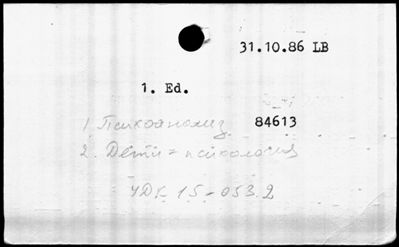 31.10.86 LB
1. Ed.
1. Психоанализ 84613
2. Дети = психология
УДК 15-053.2